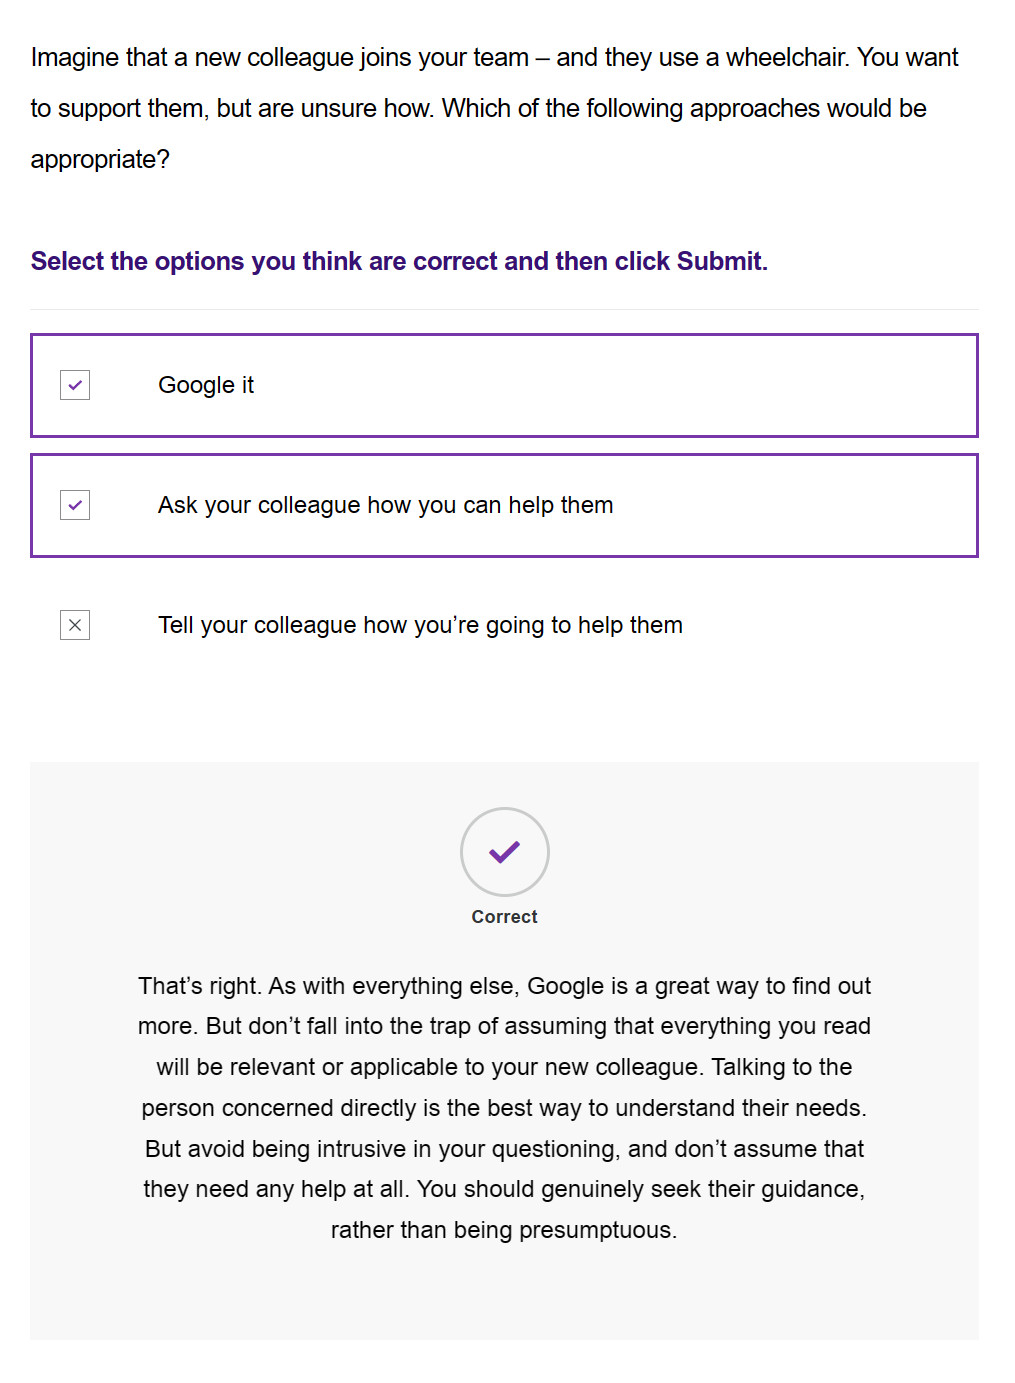 Imagine that a new colleague joins your team – and they use a wheelchair. You want
to support them, but are unsure how. Which of the following approaches would be
appropriate?
Select the options you think are correct and then click Submit.
Google it
Ask your colleague how you can help them
Tell your colleague how you’re going to help them
Correct
That’s right. As with everything else, Google is a great way to find out
more. But don’t fall into the trap of assuming that everything you read
will be relevant or applicable to your new colleague. Talking to the
person concerned directly is the best way to understand their needs.
But avoid being intrusive in your questioning, and don’t assume that
they need any help at all. You should genuinely seek their guidance,
rather than being presumptuous.